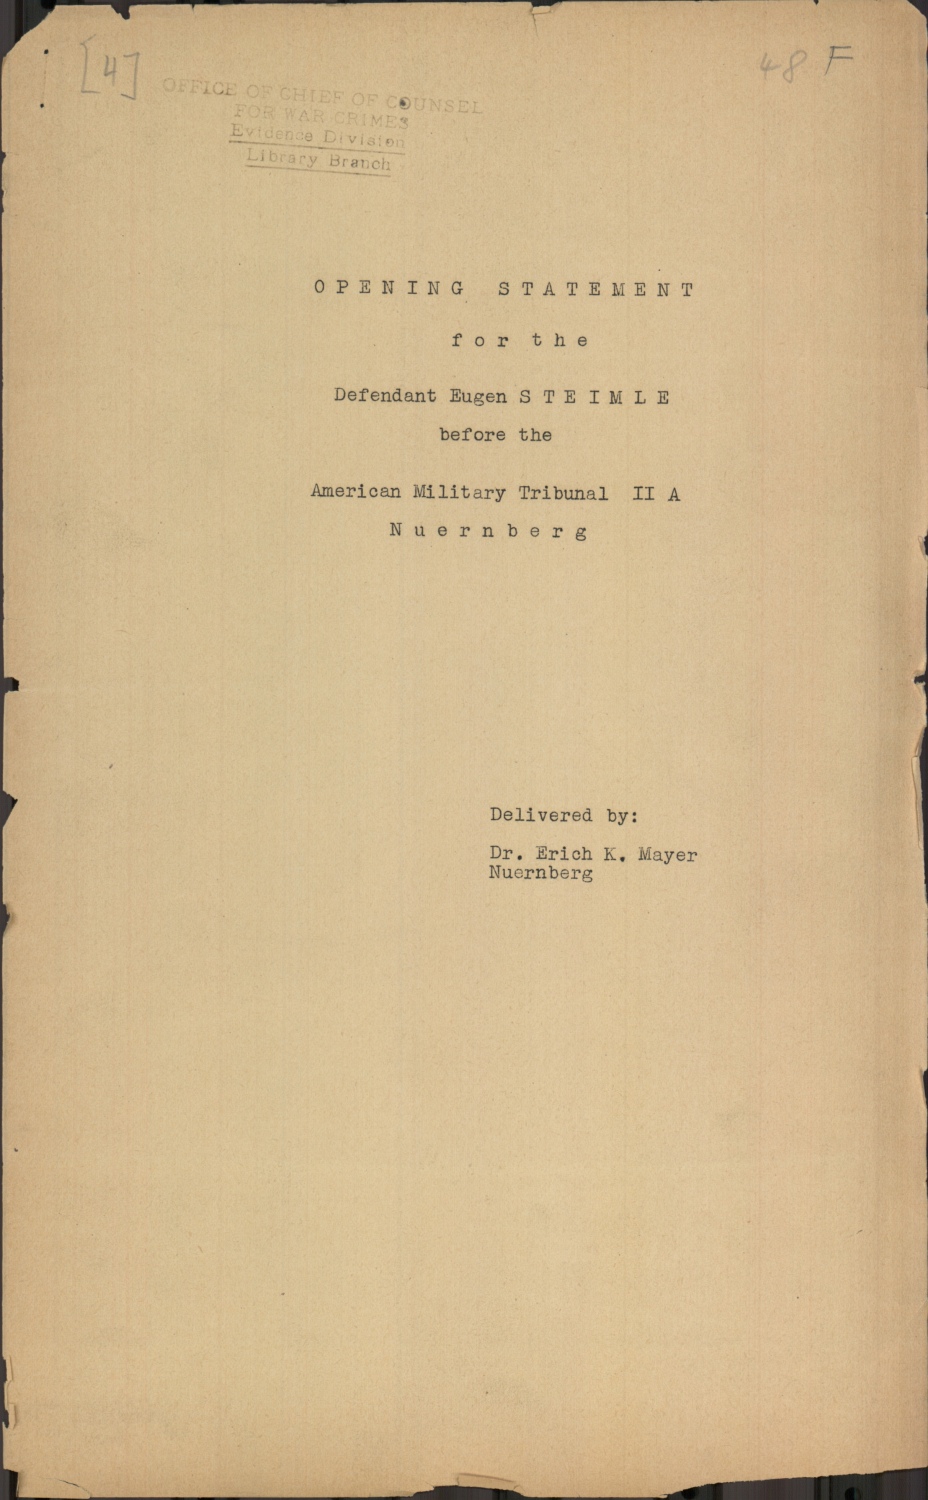 [4]
48 F
OFFICE OF CHIEF OF COUNSEL
FOR WAR CRIMES
Evidence Division
Library Branch
O P E N I N G   S T A T E M E N T
f o r  t h e
Defendant Eugen S T E I M L E
before the
American Military Tribunal  II A
N u e r n b e r g
Delivered by:
Dr. Erich K. Mayer
Nuernberg